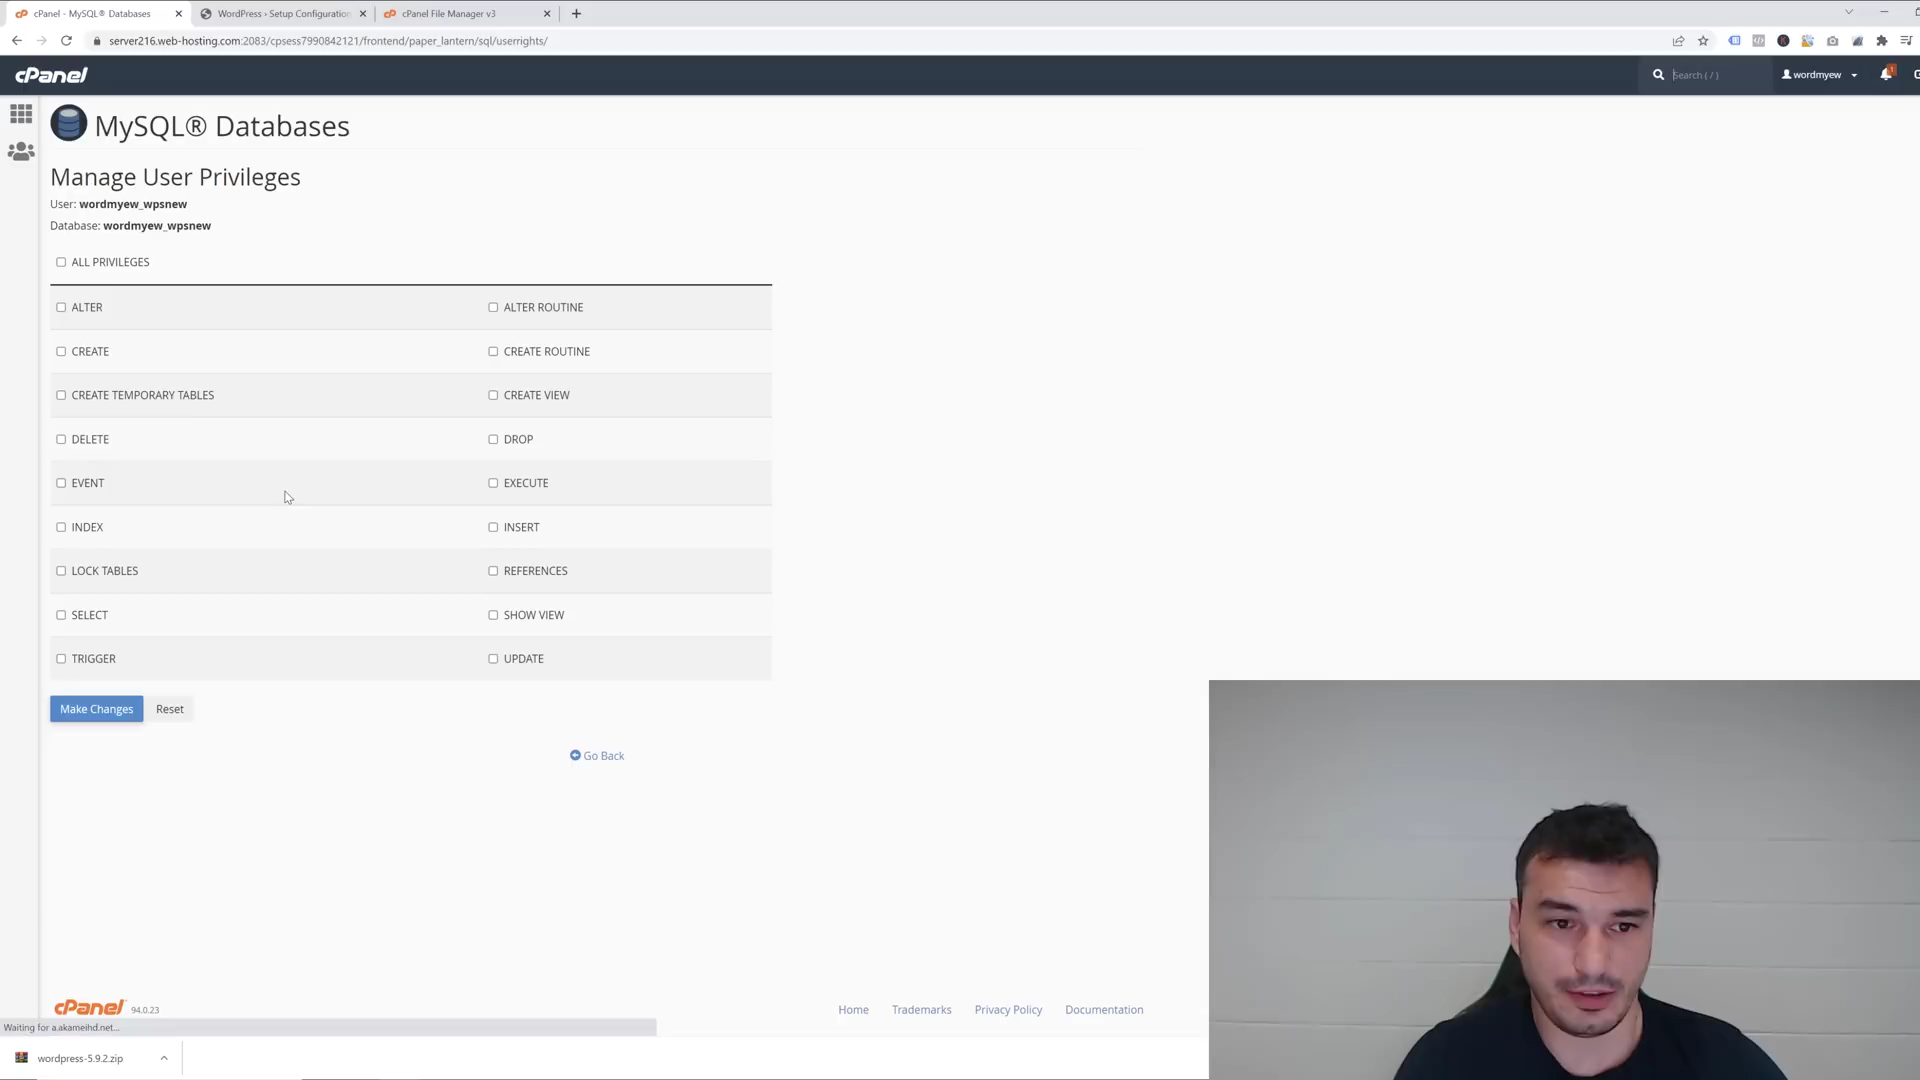 cPanel - MySQL® Databases
WordPress › Setup Configuration
cPanel File Manager v3
server216.web-hosting.com:2083/cpsess7990842121/frontend/paper_lantern/sql/userrights/
cPanel
Search ( / )
wordmyew
1
MySQL® Databases
Manage User Privileges
User: wordmyew_wpsnew
Database: wordmyew_wpsnew
ALL PRIVILEGES
ALTER
ALTER ROUTINE
CREATE
CREATE ROUTINE
CREATE TEMPORARY TABLES
CREATE VIEW
DELETE
DROP
EVENT
EXECUTE
INDEX
INSERT
LOCK TABLES
REFERENCES
SELECT
SHOW VIEW
TRIGGER
UPDATE
Make Changes
Reset
Go Back
cPanel 94.0.23
Home
Trademarks
Privacy Policy
Documentation
Waiting for a.akameihd.net...
wordpress-5.9.2.zip